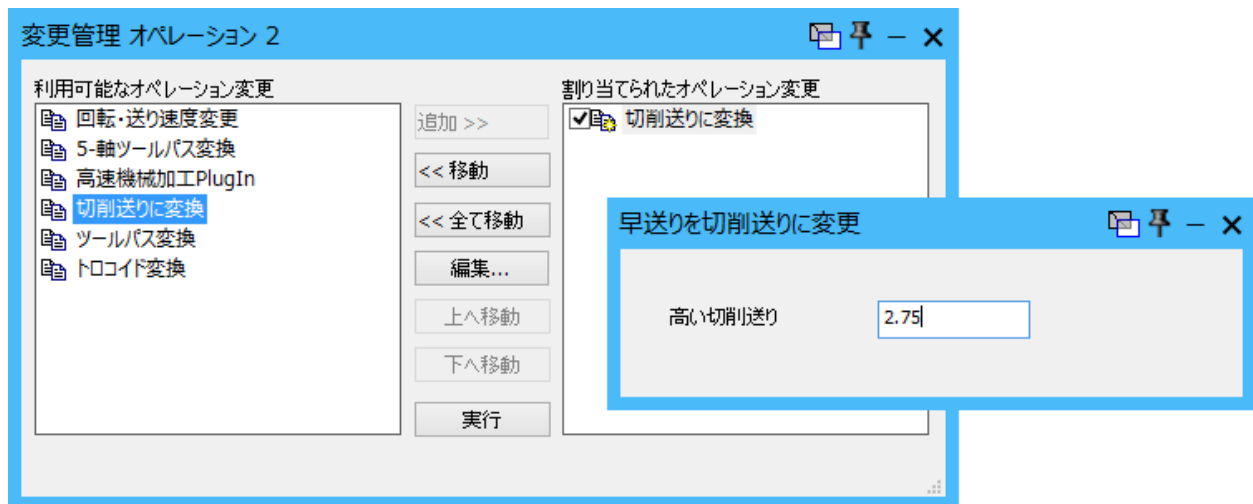 変更管理 オペレーション 2
利用可能なオペレーション変更
回転・送り速度変更
5-軸ツールパス変換
高速機械加工PlugIn
切削送りに変換
ツールパス変換
トロコイド変換
追加 >>
<< 移動
<< 全て移動
編集...
上へ移動
下へ移動
実行
割り当てられたオペレーション変更
切削送りに変換
早送りを切削送りに変更
高い切削送り 2.75